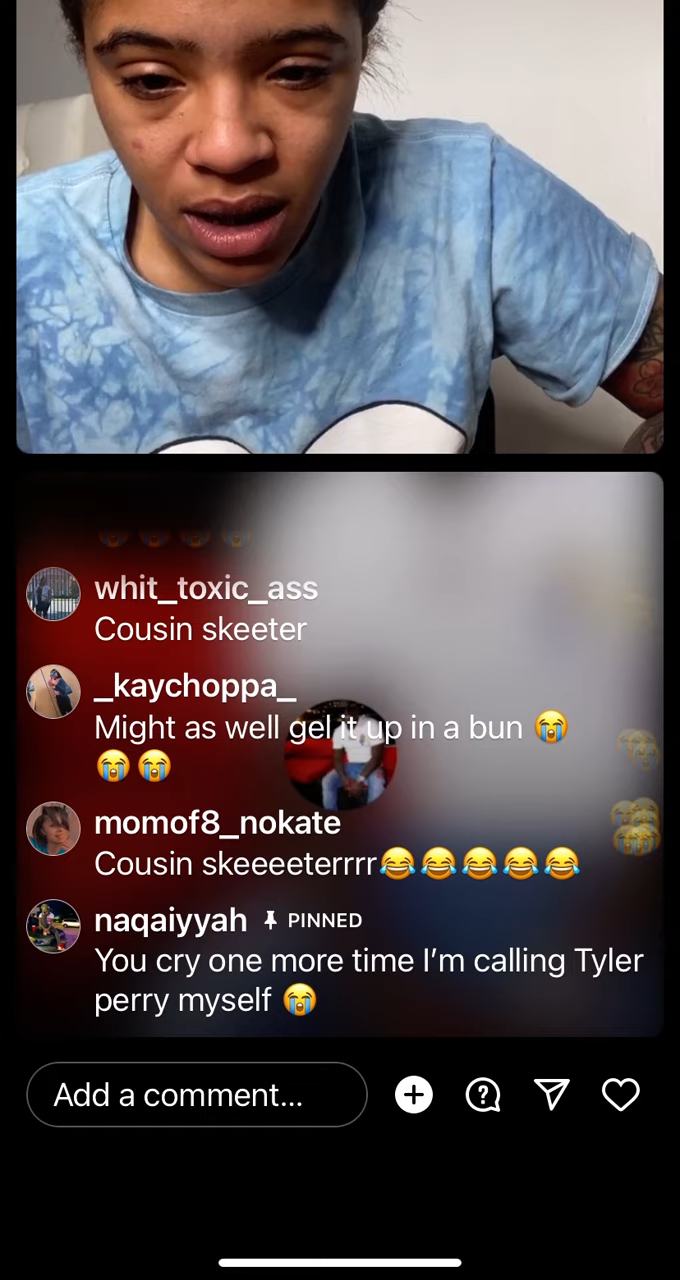 whit_toxic_ass
Cousin skeeter
_kaychoppa_
Might as well gel it up in a bun 😭
😭😭
momof8_nokate
Cousin skeeeeterrrr😂😂😂😂😂
naqaiyyah PINNED
You cry one more time I’m calling Tyler
perry myself 😭
Add a comment...